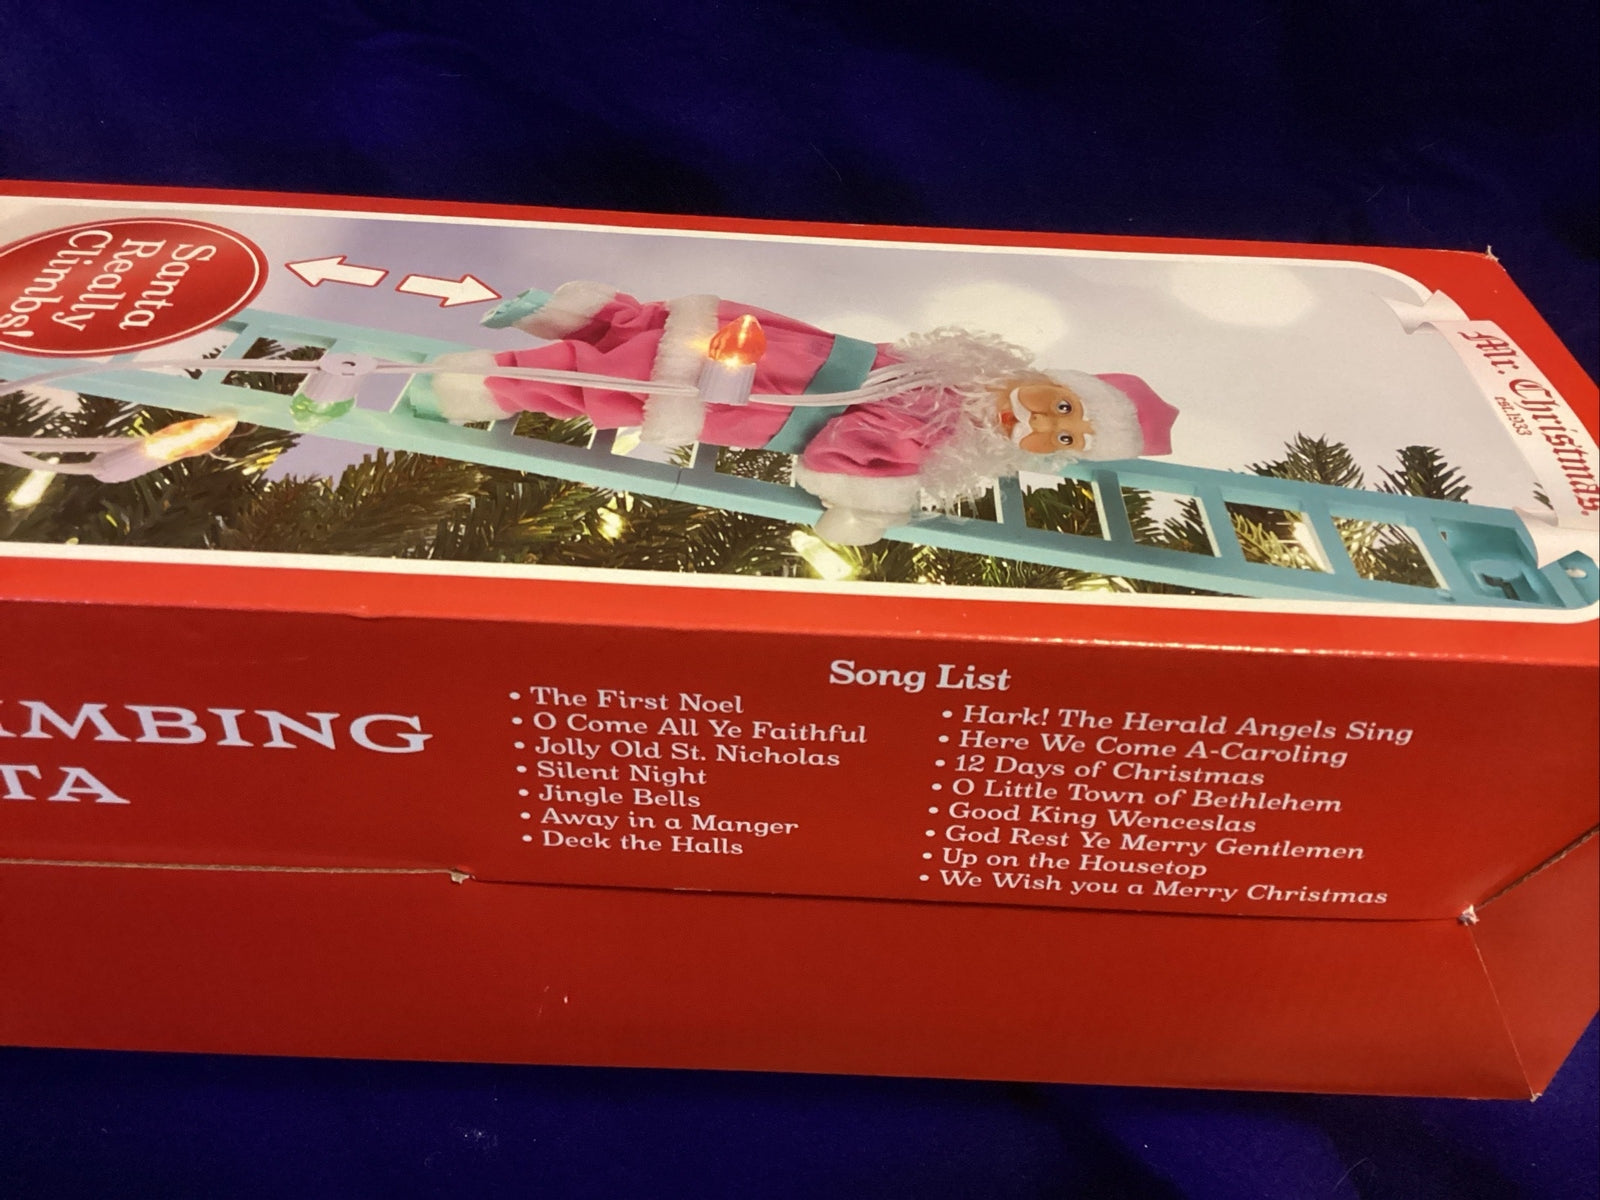 Santa
Really
Climbs!
Mr. Christmas.
est.1933
IMBING
TA
Song List
• The First Noel
• O Come All Ye Faithful
• Jolly Old St. Nicholas
• Silent Night
• Jingle Bells
• Away in a Manger
• Deck the Halls
• Hark! The Herald Angels Sing
• Here We Come A-Caroling
• 12 Days of Christmas
• O Little Town of Bethlehem
• Good King Wenceslas
• God Rest Ye Merry Gentlemen
• Up on the Housetop
• We Wish you a Merry Christmas